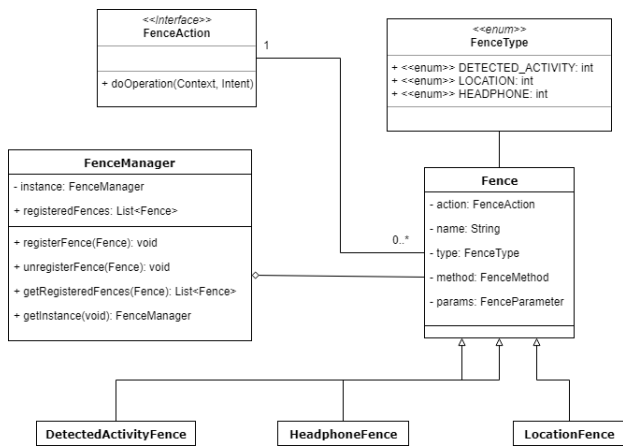 <<Interface>>
FenceAction
+ doOperation(Context, Intent)
1
<<enum>>
FenceType
+ <<enum>> DETECTED_ACTIVITY: int
+ <<enum>> LOCATION: int
+ <<enum>> HEADPHONE: int
FenceManager
- instance: FenceManager
+ registeredFences: List<Fence>
+ registerFence(Fence): void
+ unregisterFence(Fence): void
+ getRegisteredFences(Fence): List<Fence>
+ getInstance(void): FenceManager
0..*
Fence
- action: FenceAction
- name: String
- type: FenceType
- method: FenceMethod
- params: FenceParameter
DetectedActivityFence
HeadphoneFence
LocationFence